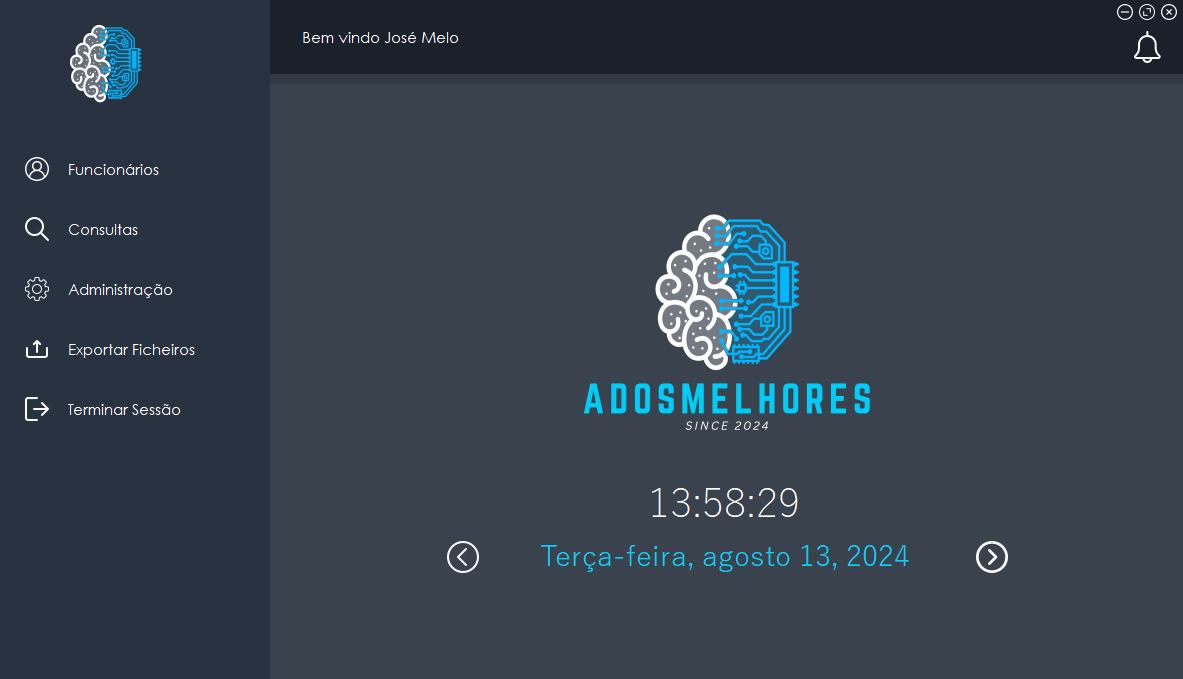 Bem vindo José Melo
Funcionários
Consultas
Administração
Exportar Ficheiros
Terminar Sessão
ADOSMELHORES
SINCE 2024
13:58:29
Terça-feira, agosto 13, 2024